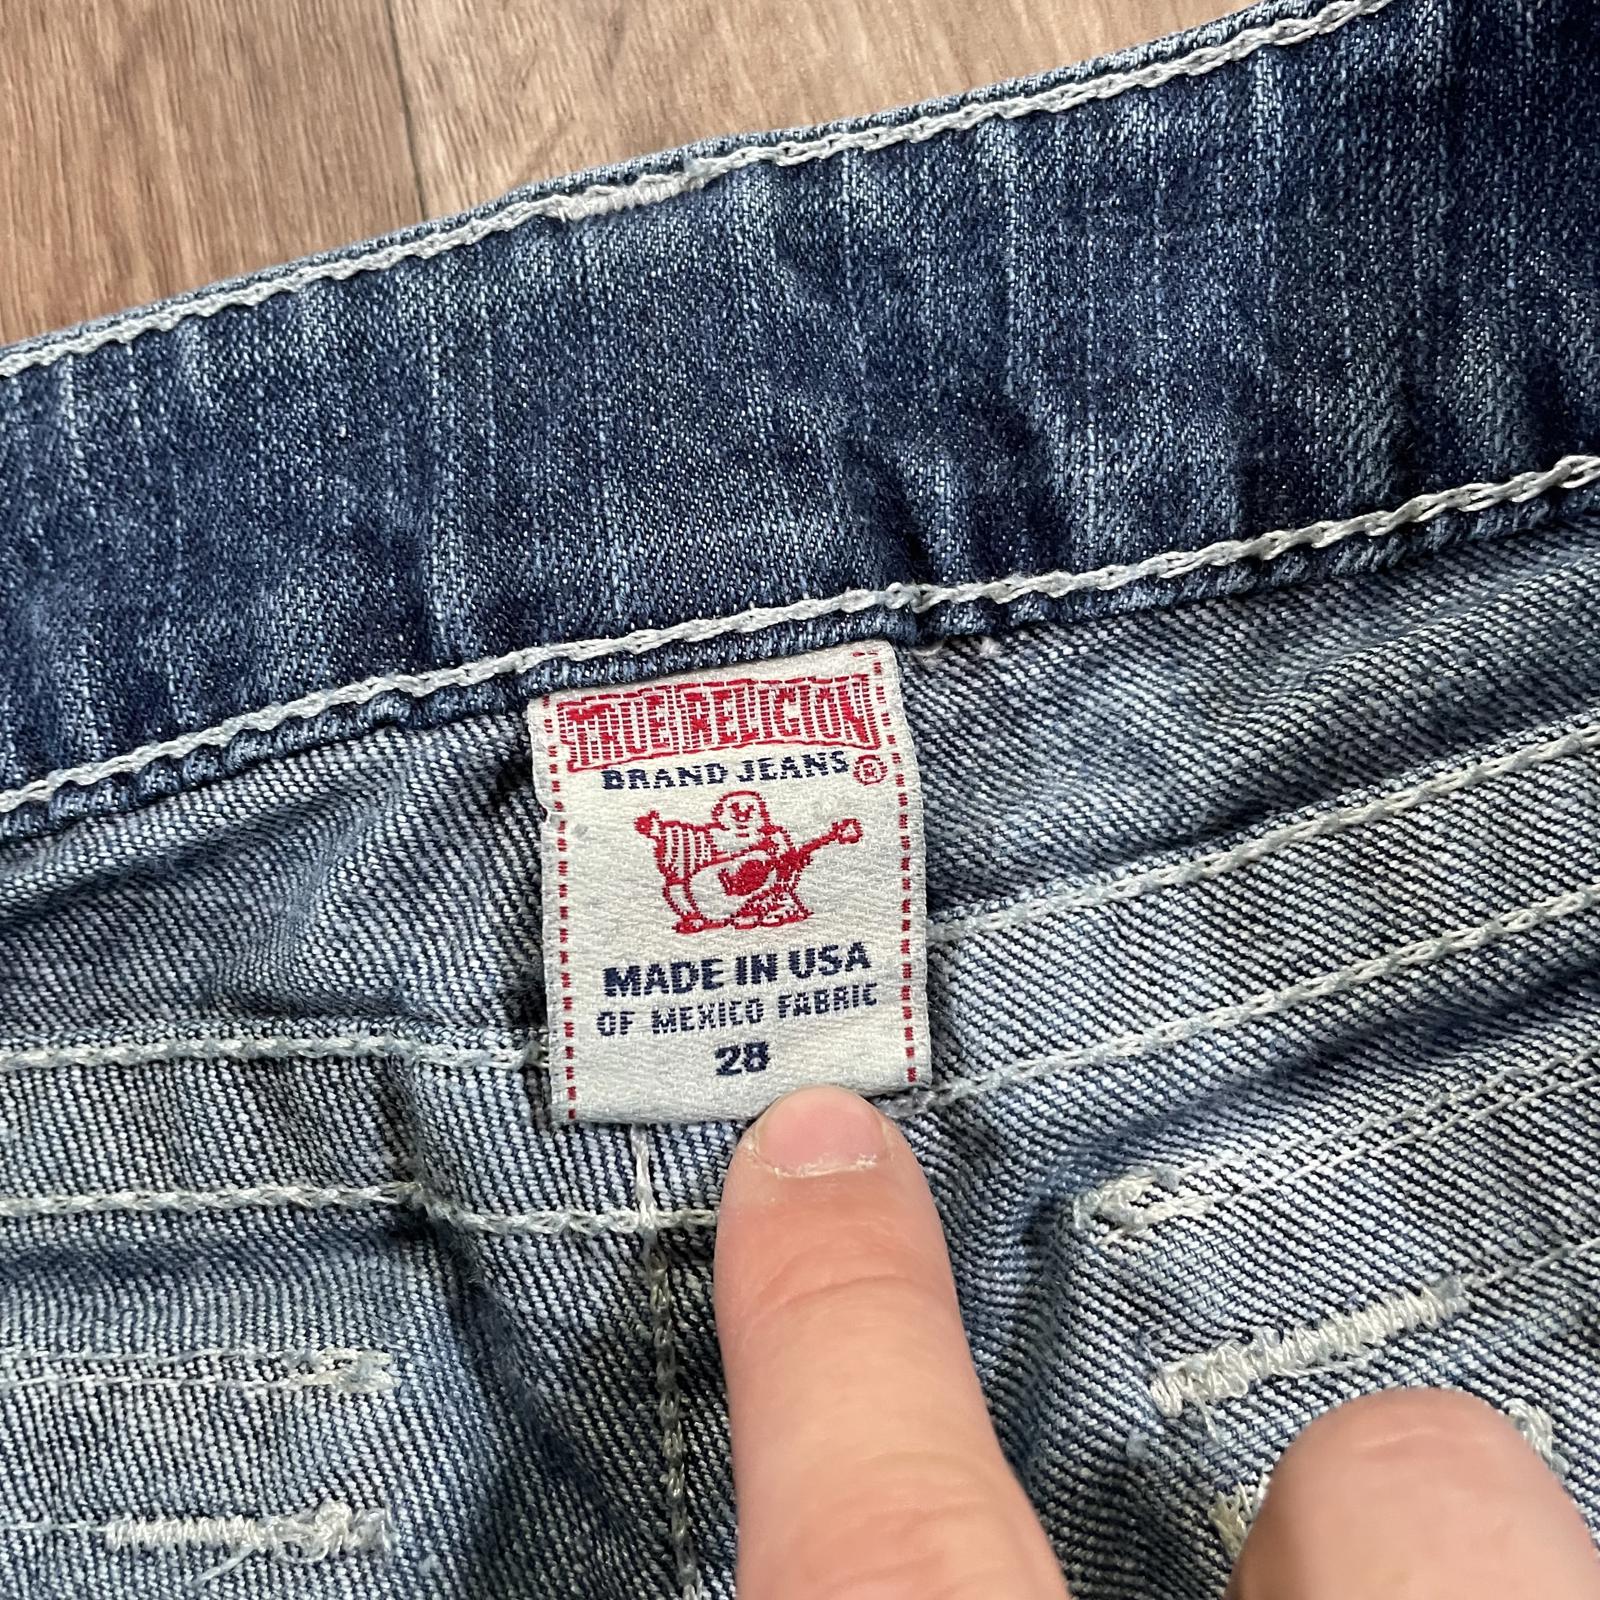 TRUE RELIGION
BRAND JEANS®
MADE IN USA
OF MEXICO FABRIC
28